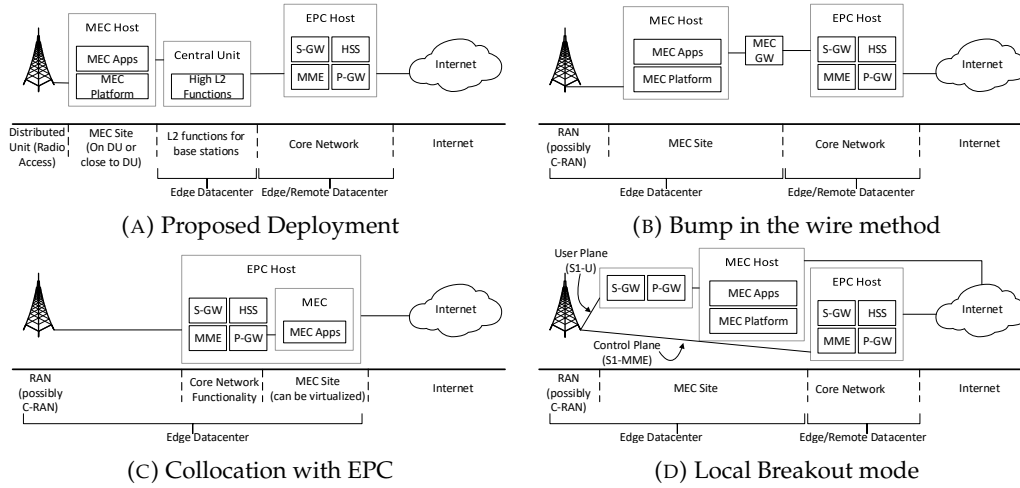 MEC Host
MEC Apps
MEC
Platform
Central Unit
High L2
Functions
EPC Host
S-GW
HSS
MME
P-GW
Internet
Distributed
Unit (Radio
Access)
MEC Site
(On DU or
close to DU)
L2 functions for
base stations
Core Network
Internet
Edge Datacenter
Edge/Remote Datacenter
(A) Proposed Deployment
MEC Host
MEC Apps
MEC Platform
MEC
GW
EPC Host
S-GW
HSS
MME
P-GW
Internet
RAN
(possibly
C-RAN)
MEC Site
Core Network
Internet
Edge Datacenter
Edge/Remote Datacenter
(B) Bump in the wire method
EPC Host
S-GW
HSS
MME
P-GW
MEC
MEC Apps
Internet
RAN
(possibly
C-RAN)
Core Network
Functionality
MEC Site
(can be virtualized)
Internet
Edge Datacenter
(C) Collocation with EPC
User Plane
(S1-U)
S-GW
P-GW
MEC Host
MEC Apps
MEC Platform
EPC Host
S-GW
HSS
MME
P-GW
Internet
Control Plane
(S1-MME)
RAN
(possibly
C-RAN)
MEC Site
Core Network
Internet
Edge Datacenter
Edge/Remote Datacenter
(D) Local Breakout mode